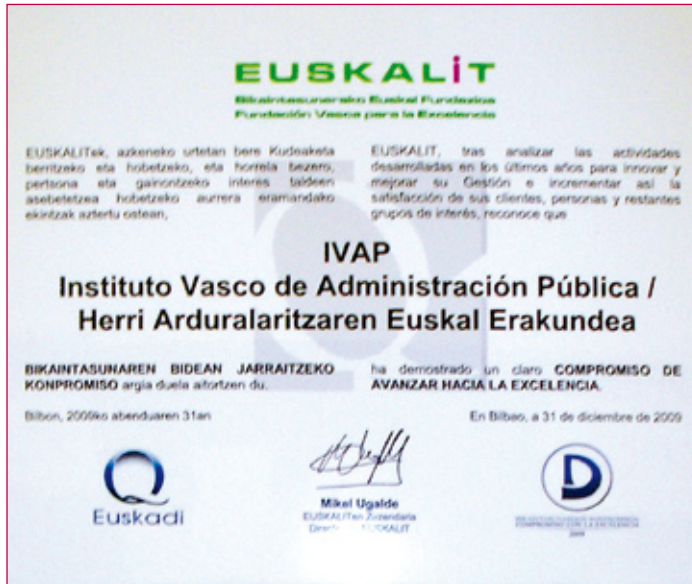 EUSKALiT
Bikaintasunerako Euskal Fundazioa
Fundación Vasca para la Excelencia
EUSKALITek, azkeneko urtetan bere Kudeaketa
berritzeko eta hobetzeko, eta horrela bezero,
pertsona eta gainontzeko interes taldeen
asebetetzea hobetzeko aurrera eramandako
ekintzak aztertu ostean,
EUSKALIT, tras analizar las actividades
desarrolladas en los últimos años para innovar y
mejorar su Gestión e incrementar así la
satisfacción de sus clientes, personas y restantes
grupos de interés, reconoce que
IVAP
Instituto Vasco de Administración Pública /
Herri Arduralaritzaren Euskal Erakundea
BIKAINTASUNAREN BIDEAN JARRAITZEKO
KONPROMISO argia duela aitortzen du.
ha demostrado un claro COMPROMISO DE
AVANZAR HACIA LA EXCELENCIA.
Bilbon, 2009ko abenduaren 31an
En Bilbao, a 31 de diciembre de 2009
Q
Euskadi
Mikel Ugalde
EUSKALITen Zuzendaria
EUSKALIT
D
COMPROMISO CON LA EXCELENCIA
2009